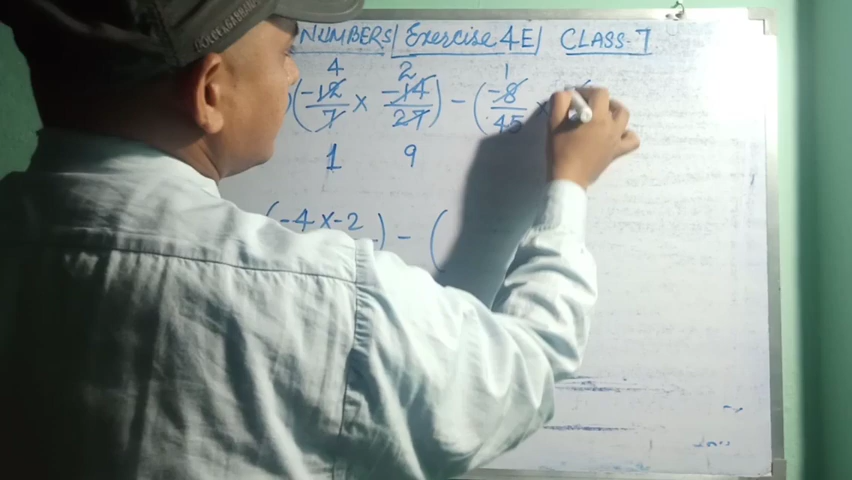 NUMBERS| Exercise 4E| CLASS-7
4 2 1
)(-12/7 × -14/27) - (-8/45 ×
1 9
(-4 × -2 ) - (